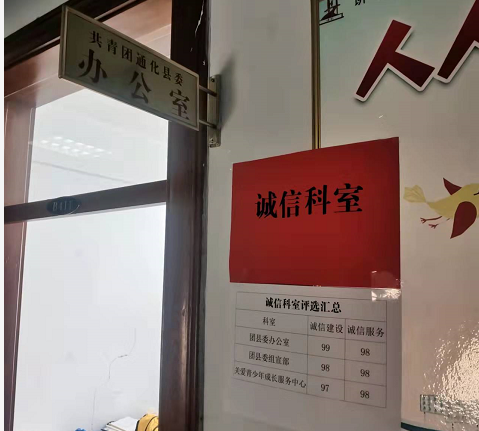 共青团通化县委
办公室
人人
诚信科室
诚信科室评选汇总
科室 诚信建设 诚信服务
团县委办公室 99 98
团县委组宣部 98 98
关爱青少年成长服务中心 97 98